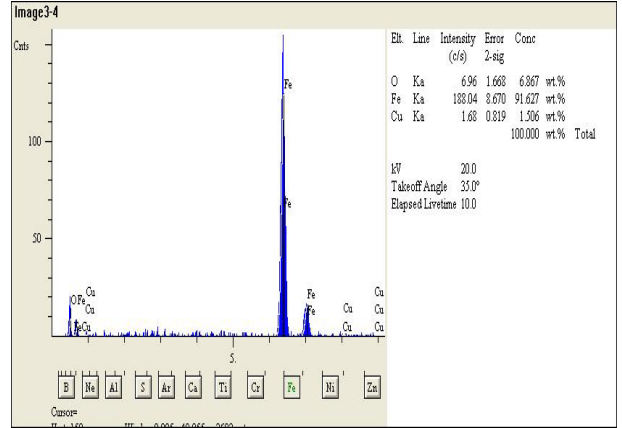 Image3-4
Cnts
100
50
5.
Fe
Fe
Fe
Fe
Cu
O Fe Cu
Fe Cu
Cu
Cu
Cu
Cu
Cu
B Ne Al S Ar Ca Ti Cr Fe Ni Zn
Cursor=
Elt. Line Intensity Error Conc
(c/s) 2-sig
O Ka 6.96 1.668 6.867 wt.%
Fe Ka 188.04 8.670 91.627 wt.%
Cu Ka 1.68 0.819 1.506 wt.%
100.000 wt.% Total
kV 20.0
Takeoff Angle 35.0°
Elapsed Livetime 10.0